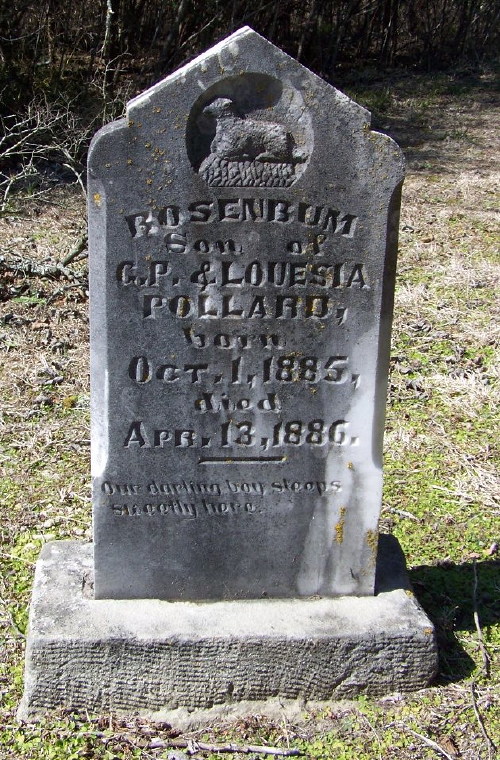 ROSENBUM
Son of
G.P. & LOUESIA
POLLARD,
born
OCT. 1, 1885,
died
APR. 13, 1886.
Our darling boy sleeps
sweetly here.